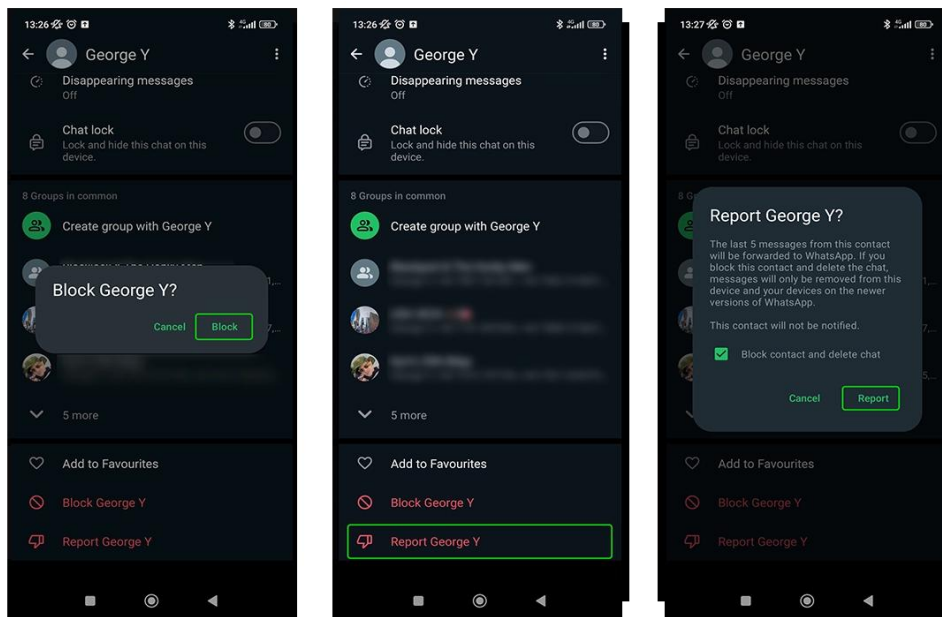 13:26
4G
80
George Y
Disappearing messages
Off
Chat lock
Lock and hide this chat on this
device.
8 Groups in common
Create group with George Y
Block George Y?
Cancel
Block
5 more
Add to Favourites
Block George Y
Report George Y
13:26
4G
80
George Y
Disappearing messages
Off
Chat lock
Lock and hide this chat on this
device.
8 Groups in common
Create group with George Y
5 more
Add to Favourites
Block George Y
Report George Y
13:27
4G
80
George Y
Disappearing messages
Off
Chat lock
Lock and hide this chat on this
device.
Report George Y?
The last 5 messages from this contact
will be forwarded to WhatsApp. If you
block this contact and delete the chat,
messages will only be removed from this
device and your devices on the newer
versions of WhatsApp.
This contact will not be notified.
Block contact and delete chat
Cancel
Report
Add to Favourites
Block George Y
Report George Y